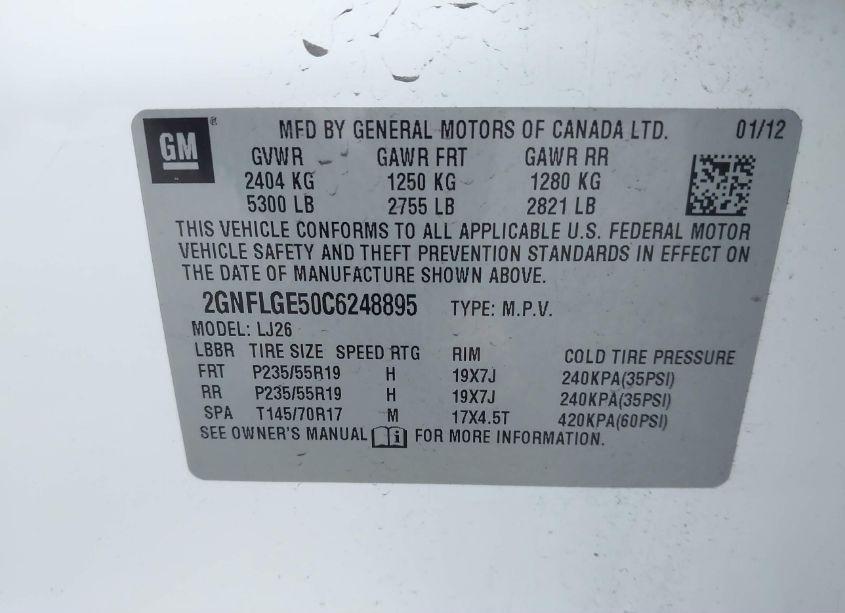 GM® MFD BY GENERAL MOTORS OF CANADA LTD. 01/12
GVWR GAWR FRT GAWR RR
2404 KG 1250 KG 1280 KG
5300 LB 2755 LB 2821 LB
THIS VEHICLE CONFORMS TO ALL APPLICABLE U.S. FEDERAL MOTOR
VEHICLE SAFETY AND THEFT PREVENTION STANDARDS IN EFFECT ON
THE DATE OF MANUFACTURE SHOWN ABOVE.
2GNFLGE50C6248895 TYPE: M.P.V.
MODEL: LJ26
LBBR TIRE SIZE SPEED RTG RIM COLD TIRE PRESSURE
FRT P235/55R19 H 19X7J 240KPA(35PSI)
RR P235/55R19 H 19X7J 240KPA(35PSI)
SPA T145/70R17 M 17X4.5T 420KPA(60PSI)
SEE OWNER'S MANUAL FOR MORE INFORMATION.